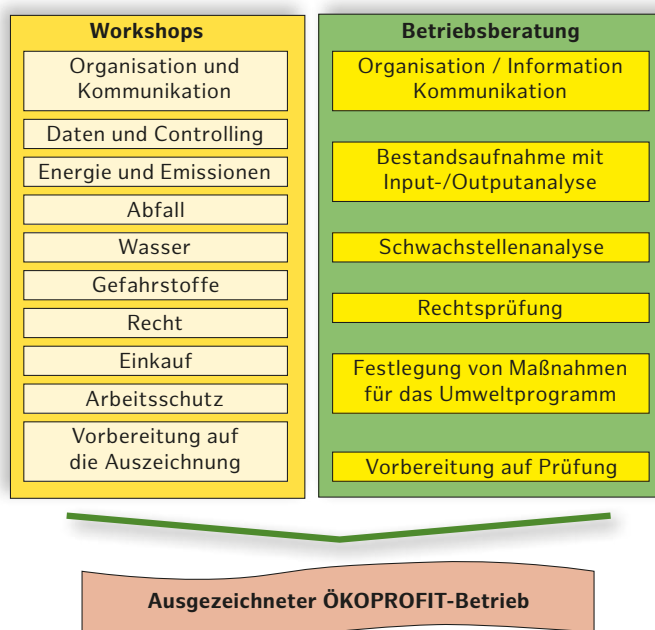 Workshops
Organisation und
Kommunikation
Daten und Controlling
Energie und Emissionen
Abfall
Wasser
Gefahrstoffe
Recht
Einkauf
Arbeitsschutz
Vorbereitung auf
die Auszeichnung
Betriebsberatung
Organisation / Information
Kommunikation
Bestandsaufnahme mit
Input-/Outputanalyse
Schwachstellenanalyse
Rechtsprüfung
Festlegung von Maßnahmen
für das Umweltprogramm
Vorbereitung auf Prüfung
Ausgezeichneter ÖKOPROFIT-Betrieb